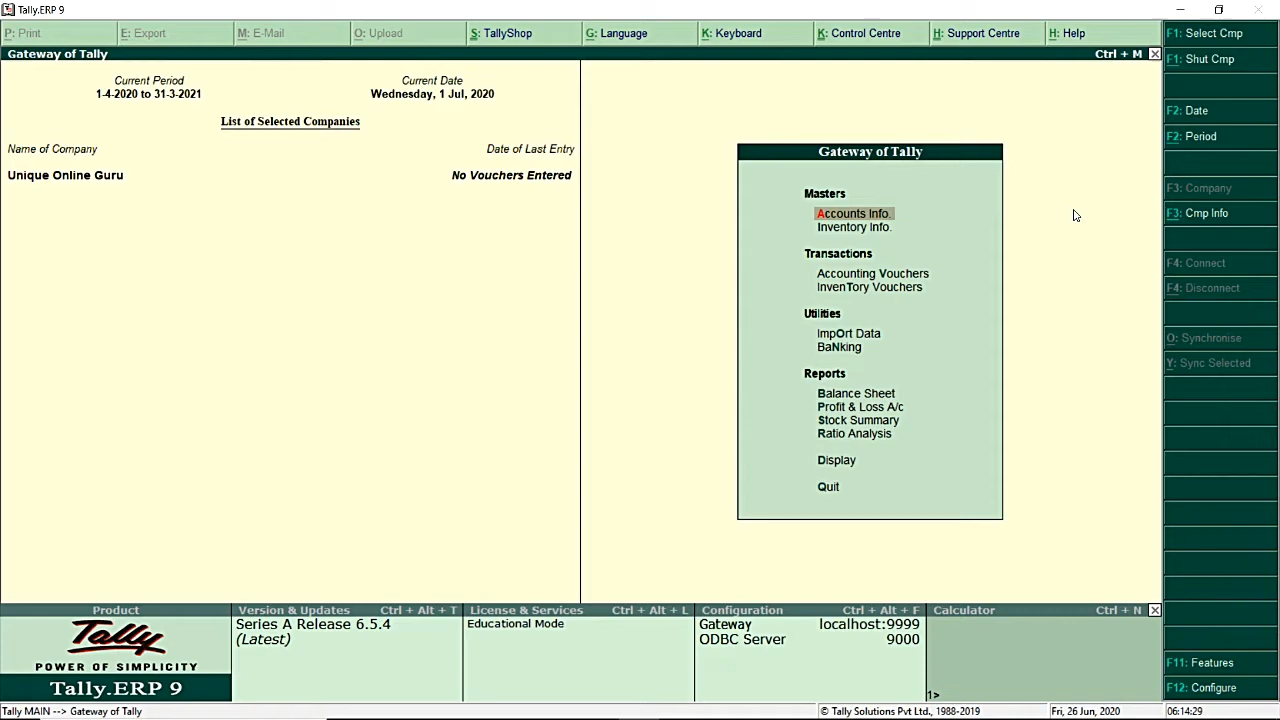 Tally.ERP 9
P: Print
E: Export
M: E-Mail
O: Upload
S: TallyShop
G: Language
K: Keyboard
K: Control Centre
H: Support Centre
H: Help
Gateway of Tally
Ctrl + M
Current Period
1-4-2020 to 31-3-2021
Current Date
Wednesday, 1 Jul, 2020
List of Selected Companies
Name of Company
Date of Last Entry
Unique Online Guru
No Vouchers Entered
Gateway of Tally
Masters
Accounts Info.
Inventory Info.
Transactions
Accounting Vouchers
InvenTory Vouchers
Utilities
ImpOrt Data
BaNking
Reports
Balance Sheet
Profit & Loss A/c
Stock Summary
Ratio Analysis
Display
Quit
F1: Select Cmp
F1: Shut Cmp
F2: Date
F2: Period
F3: Company
F3: Cmp Info
F4: Connect
F4: Disconnect
O: Synchronise
Y: Sync Selected
F11: Features
F12: Configure
Product
Tally
POWER OF SIMPLICITY
Tally.ERP 9
Version & Updates Ctrl + Alt + T
Series A Release 6.5.4
(Latest)
License & Services Ctrl + Alt + L
Educational Mode
Configuration Ctrl + Alt + F
Gateway localhost:9999
ODBC Server 9000
Calculator Ctrl + N
1>
Tally MAIN --> Gateway of Tally
© Tally Solutions Pvt Ltd., 1988-2019
Fri, 26 Jun, 2020
06:14:29